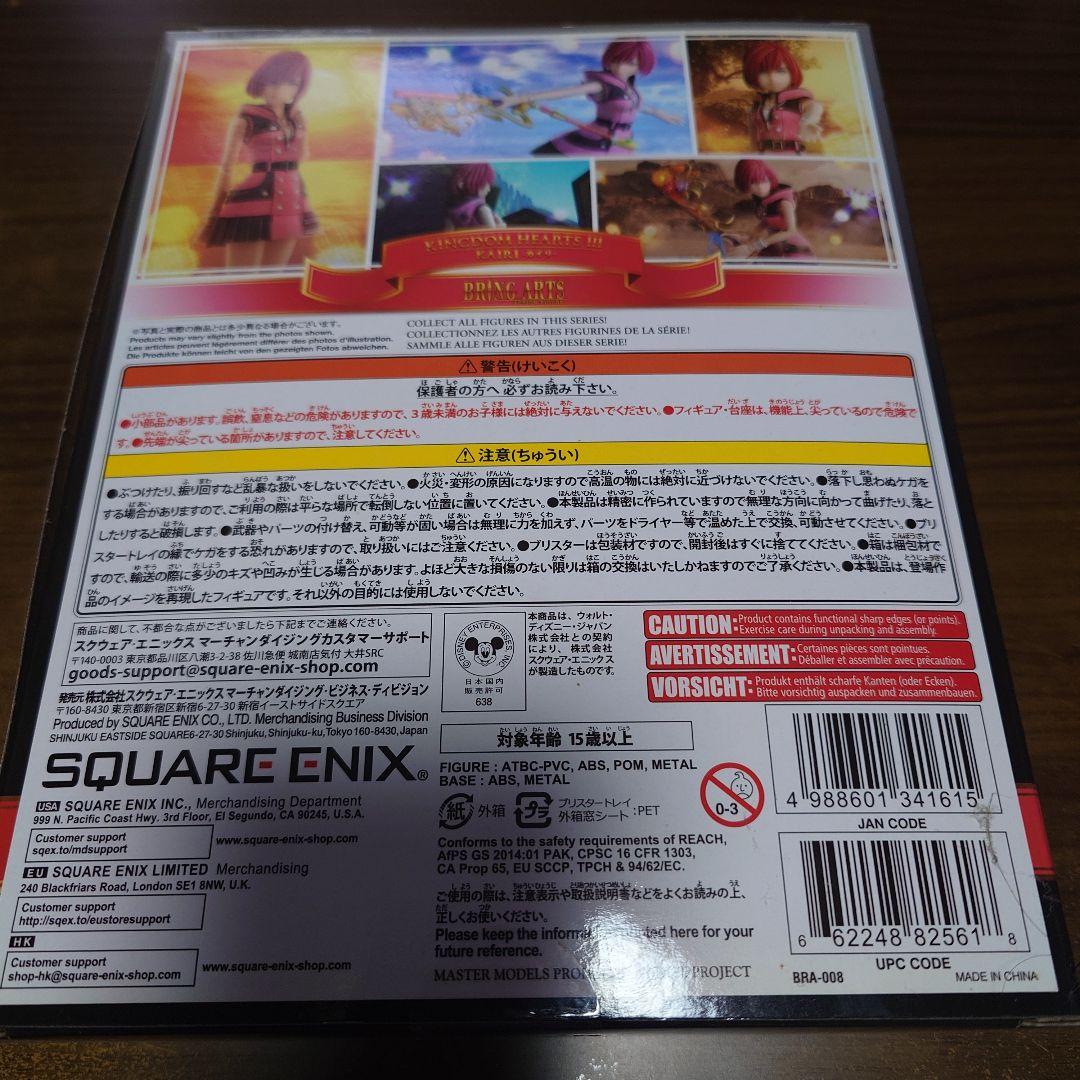 KINGDOM HEARTS III
KAIRI カイリ
BRING ARTS
※写真と実際の商品とは多少異なる場合がございます。
Products may vary slightly from the photos shown.
Les articles peuvent légèrement différer des photos d'illustration.
Die Produkte können leicht von den gezeigten Fotos abweichen.
COLLECT ALL FIGURES IN THIS SERIES!
COLLECTIONNEZ LES AUTRES FIGURINES DE LA SÉRIE!
SAMMLE ALLE FIGUREN AUS DIESER SERIE!
⚠警告(けいこく)
保護者の方へ必ずお読み下さい。
●小部品があります。誤飲、窒息などの危険がありますので、3歳未満のお子様には絶対に与えないでください。●フィギュア・台座は、機能上、尖っているので危険で
す。●先端が尖っている箇所がありますので、注意してください。
⚠注意(ちゅうい)
●ぶつけたり、振り回すなど乱暴な扱いをしないでください。●火災・変形の原因になりますので高温の物には絶対に近づけないでください。●落下し思わぬケガを
する場合がありますので、ご利用の際は平らな場所で転倒しない位置に置いてください。●本製品は精密に作られていますので無理な方向に向かって曲げたり、落と
したりすると破損します。●武器やパーツの付け替え、可動等が固い場合は無理に力を加えず、パーツをドライヤー等で温めた上で交換、可動させてください。●ブリ
スタートレイの縁でケガをする恐れがありますので、取り扱いにはご注意ください。●ブリスターは包装材ですので、開封後はすぐに捨ててください。●箱は梱包材で
すので、輸送の際に多少のキズや凹みが生じる場合があります。よほど大きな損傷のない限りは箱の交換はいたしかねますのでご了承ください。●本製品は、登場作
品のイメージを再現したフィギュアです。それ以外の目的には使用しないでください。
商品に関して、不都合な点がございましたら下記までご連絡ください。
スクウェア・エニックス マーチャンダイジングカスタマーサポート
〒140-0003 東京都品川区八潮3-2-38 佐川急便 城南店気付 大井SRC
goods-support@square-enix-shop.com
発売元 株式会社スクウェア・エニックス マーチャンダイジング・ビジネス・ディビジョン
〒160-8430 東京都新宿区新宿6-27-30 新宿イーストサイドスクエア
Produced by SQUARE ENIX CO., LTD. Merchandising Business Division
SHINJUKU EASTSIDE SQUARE6-27-30 Shinjuku, Shinjuku-ku,Tokyo 160-8430, Japan
SQUARE ENIX®
USA SQUARE ENIX INC., Merchandising Department
999 N. Pacific Coast Hwy. 3rd Floor, El Segundo, CA 90245, U.S.A.
Customer support
sqex.to/mdsupport
www.square-enix-shop.com
EU SQUARE ENIX LIMITED Merchandising
240 Blackfriars Road, London SE1 8NW, U.K.
Customer support
http://sqex.to/eustoresupport
HK
Customer support
shop-hk@square-enix-shop.com
www.square-enix-shop.com
©DISNEY ENTERPRISES INC
日本国内
販売許可
638
本商品は、ウォルト・
ディズニー・ジャパン
株式会社との契約
により、株式会社
スクウェア・エニックス
が製造したものです。
CAUTION: Product contains functional sharp edges (or points).
Exercise care during unpacking and assembly.
AVERTISSEMENT: Certaines pièces sont pointues.
Déballer et assembler avec précaution.
VORSICHT: Produkt enthält scharfe Kanten (oder Ecken).
Bitte vorsichtig auspacken und zusammenbauen.
対象年齢 15歳以上
FIGURE : ATBC-PVC, ABS, POM, METAL
BASE : ABS, METAL
紙 外箱
プラ
ブリスタートレイ
外箱窓シート :PET
0-3
Conforms to the safety requirements of REACH,
AfPS GS 2014:01 PAK, CPSC 16 CFR 1303,
CA Prop 65, EU SCCP, TPCH & 94/62/EC.
ご使用の際は、注意表示や取扱説明書などをよくお読みの上、
正しくお使いください。
Please keep the information printed here for your
future reference.
MASTER MODELS PROJECT
4 988601 341615
JAN CODE
6 62248 82561 8
UPC CODE
BRA-008
MADE IN CHINA